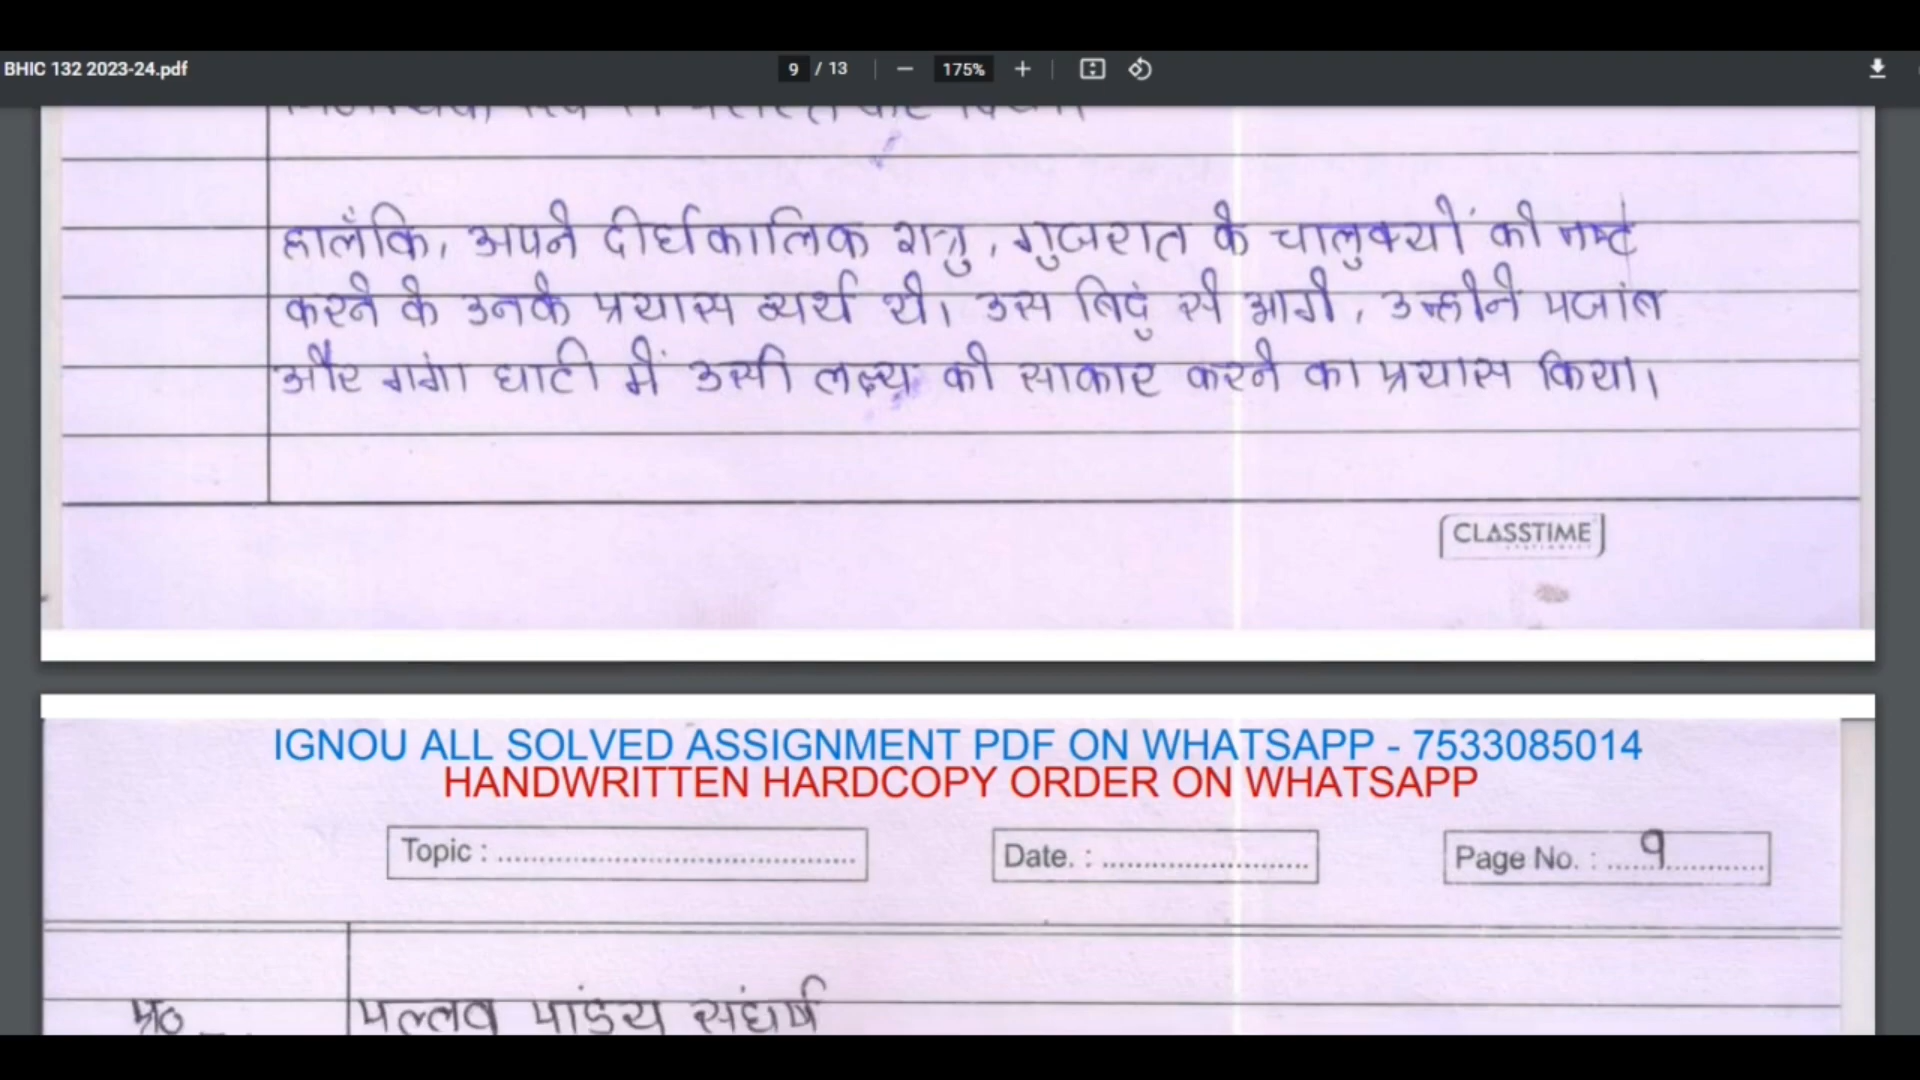 BHIC 132 2023-24.pdf
9 / 13
175%
हालाँकि, अपने दीर्घकालिक शत्रु, गुजरात के चालुक्यों को नष्ट
करने के उनके प्रयास व्यर्थ थे। उस बिदुं से आगे, उन्होंने पंजाब
और गंगा घाटी में उसी लक्ष्य को साकार करने का प्रयास किया।
CLASSTIME
IGNOU ALL SOLVED ASSIGNMENT PDF ON WHATSAPP - 7533085014
HANDWRITTEN HARDCOPY ORDER ON WHATSAPP
Topic : Date. : Page No. : 9
प्र०
पल्लव पांड्य संघर्ष